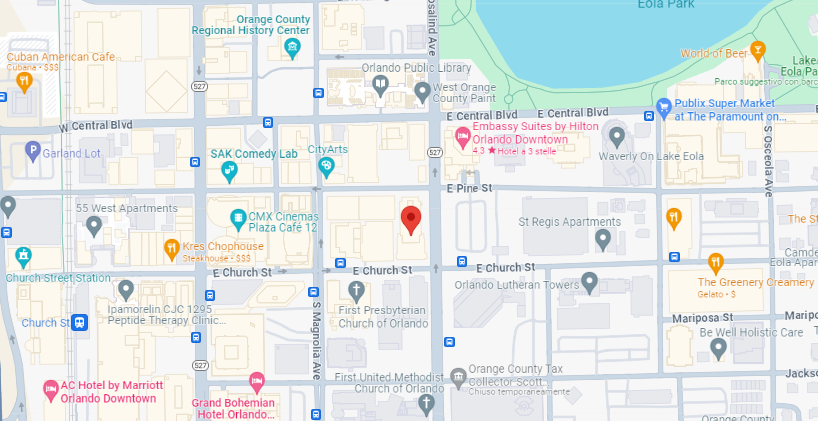 Eola Park
Orange County
Regional History Center
Rosalind Ave
Cuban American Cafe
Cubana • $$$
World of Beer
Lake
Eola Pa
Parco suggestivo con barc
Orlando Public Library
527
West Orange
County Paint
Publix Super Market
at The Paramount on...
W Central Blvd
E Central Blvd
E Central Blvd
Embassy Suites by Hilton
Orlando Downtown
4,3 ★ Hotel a 3 stelle
Waverly On Lake Eola
S Osceola Ave
Garland Lot
SAK Comedy Lab
CityArts
527
E Pine St
55 West Apartments
CMX Cinemas
Plaza Café 12
St Regis Apartments
The St
Kres Chophouse
Steakhouse • $$$
Camde
Eola Apar
Church Street Station
E Church St
E Church St
E Church St
The Greenery Creamery
Gelato • $
Ipamorelin CJC 1295
Peptide Therapy Clinic...
Orlando Lutheran Towers
First Presbyterian
Church of Orlando
S Magnolia Ave
Mariposa St
Maripo
Church St
Be Well Holistic Care
527
AC Hotel by Marriott
Orlando Downtown
Grand Bohemian
Hotel Orlando...
First United Methodist
Church of Orlando
Orange County Tax
Collector Scott...
Chiuso temporaneamente
Jacks
Orange County